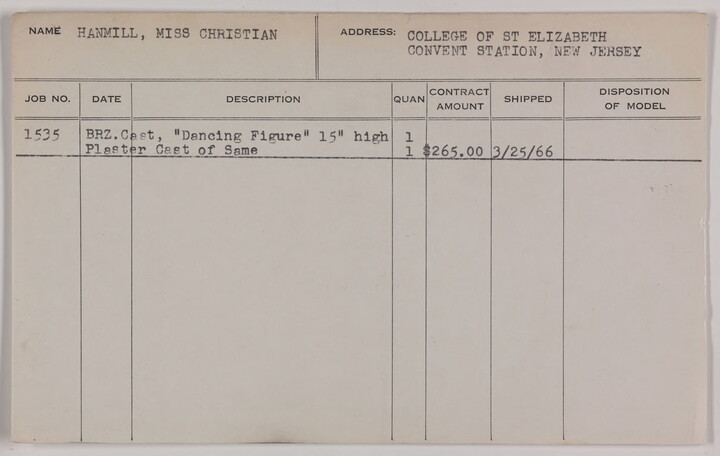 NAME HANMILL, MISS CHRISTIAN
ADDRESS: COLLEGE OF ST ELIZABETH
CONVENT STATION, NEW JERSEY
JOB NO. DATE DESCRIPTION QUAN CONTRACT AMOUNT SHIPPED DISPOSITION OF MODEL
1535 BRZ.Cast, "Dancing Figure" 15" high 1
Plaster Cast of Same 1 $265.00 3/25/66